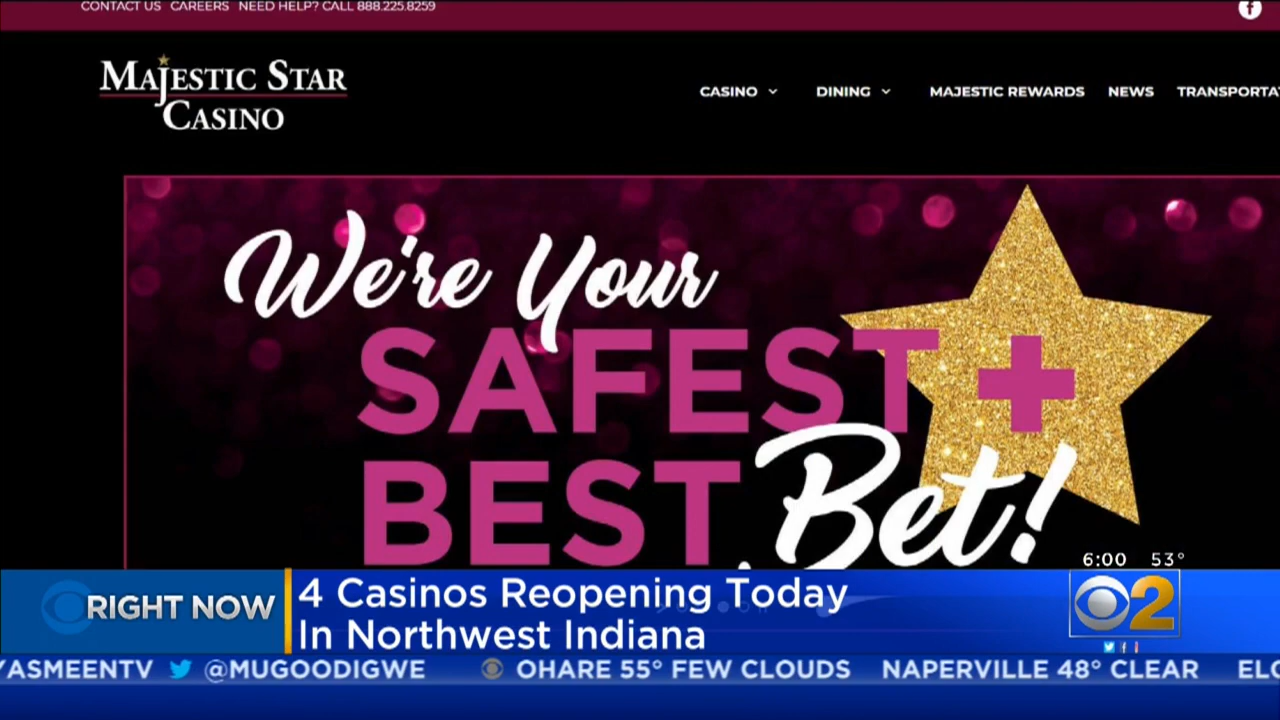 CONTACT US CAREERS NEED HELP? CALL 888.225.8259
MAJESTIC STAR
CASINO
CASINO DINING MAJESTIC REWARDS NEWS
We're Your
SAFEST +
BEST Bet!
6:00 53°
RIGHT NOW
4 Casinos Reopening Today
In Northwest Indiana
2
YASMEENTV @MUGOODIGWE OHARE 55° FEW CLOUDS NAPERVILLE 48° CLEAR